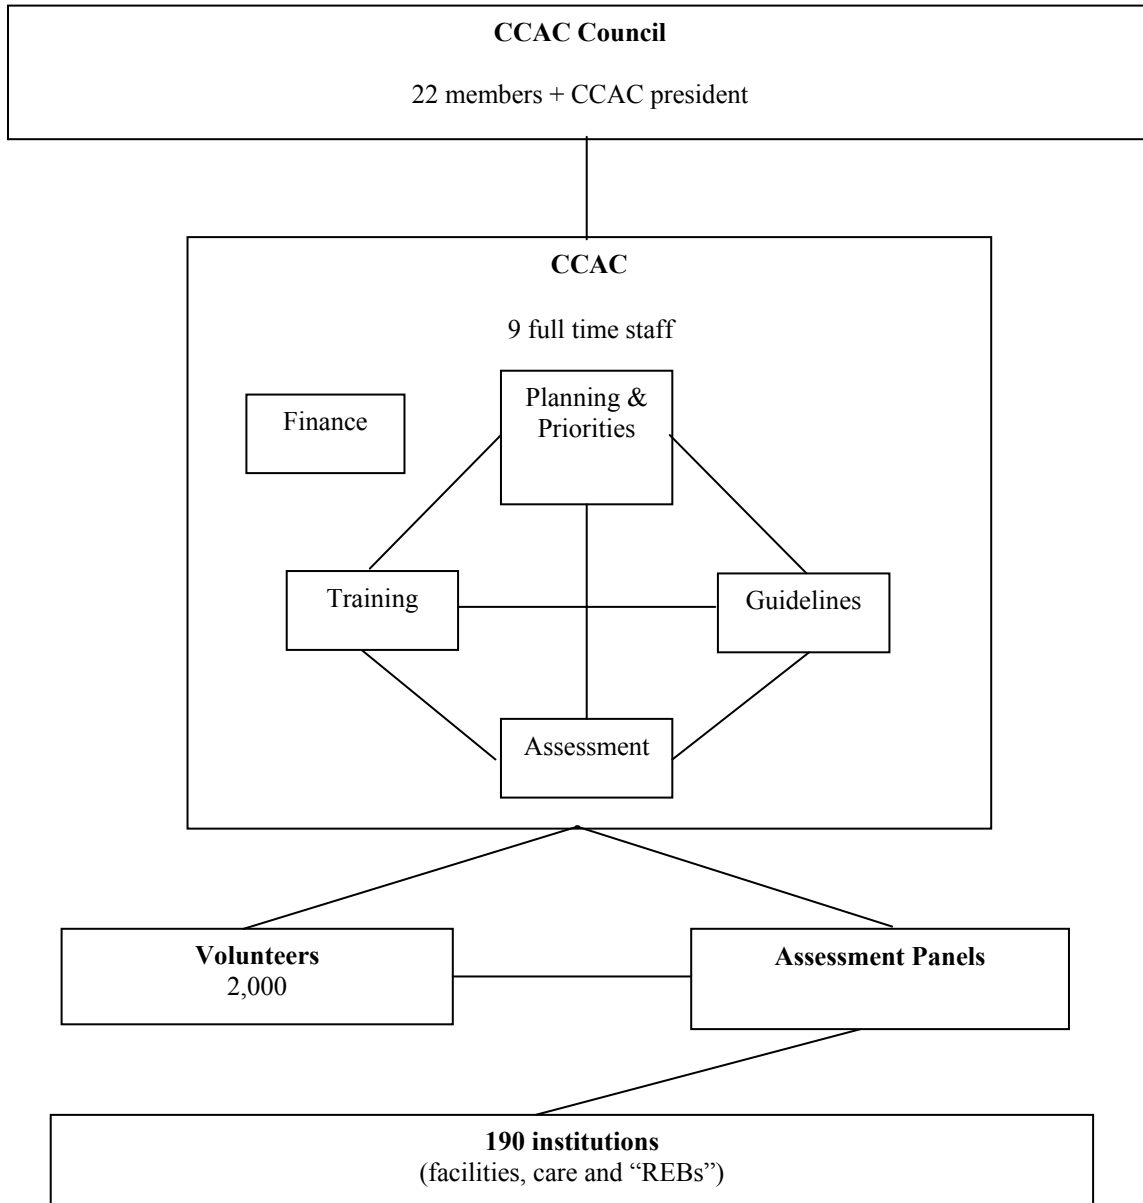 CCAC Council
22 members + CCAC president
CCAC
9 full time staff
Finance
Planning &
Priorities
Training
Guidelines
Assessment
Volunteers
2,000
Assessment Panels
190 institutions
(facilities, care and “REBs”)